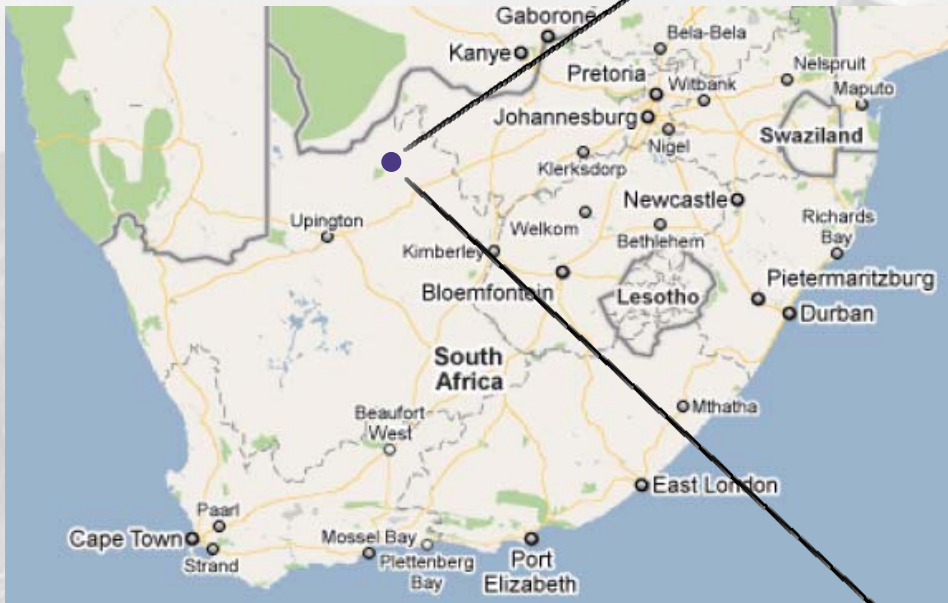 Gaborone
Bela-Bela
Kanye
Nelspruit
Pretoria
Witbank
Maputo
Johannesburg
Swaziland
Nigel
Klerksdorp
Newcastle
Upington
Welkom
Richards
Bay
Bethlehem
Kimberley
Pietermaritzburg
Bloemfontein
Lesotho
Durban
South
Africa
Mthatha
Beaufort
West
East London
Paarl
Cape Town
Mossel Bay
Strand
Plettenberg
Bay
Port
Elizabeth